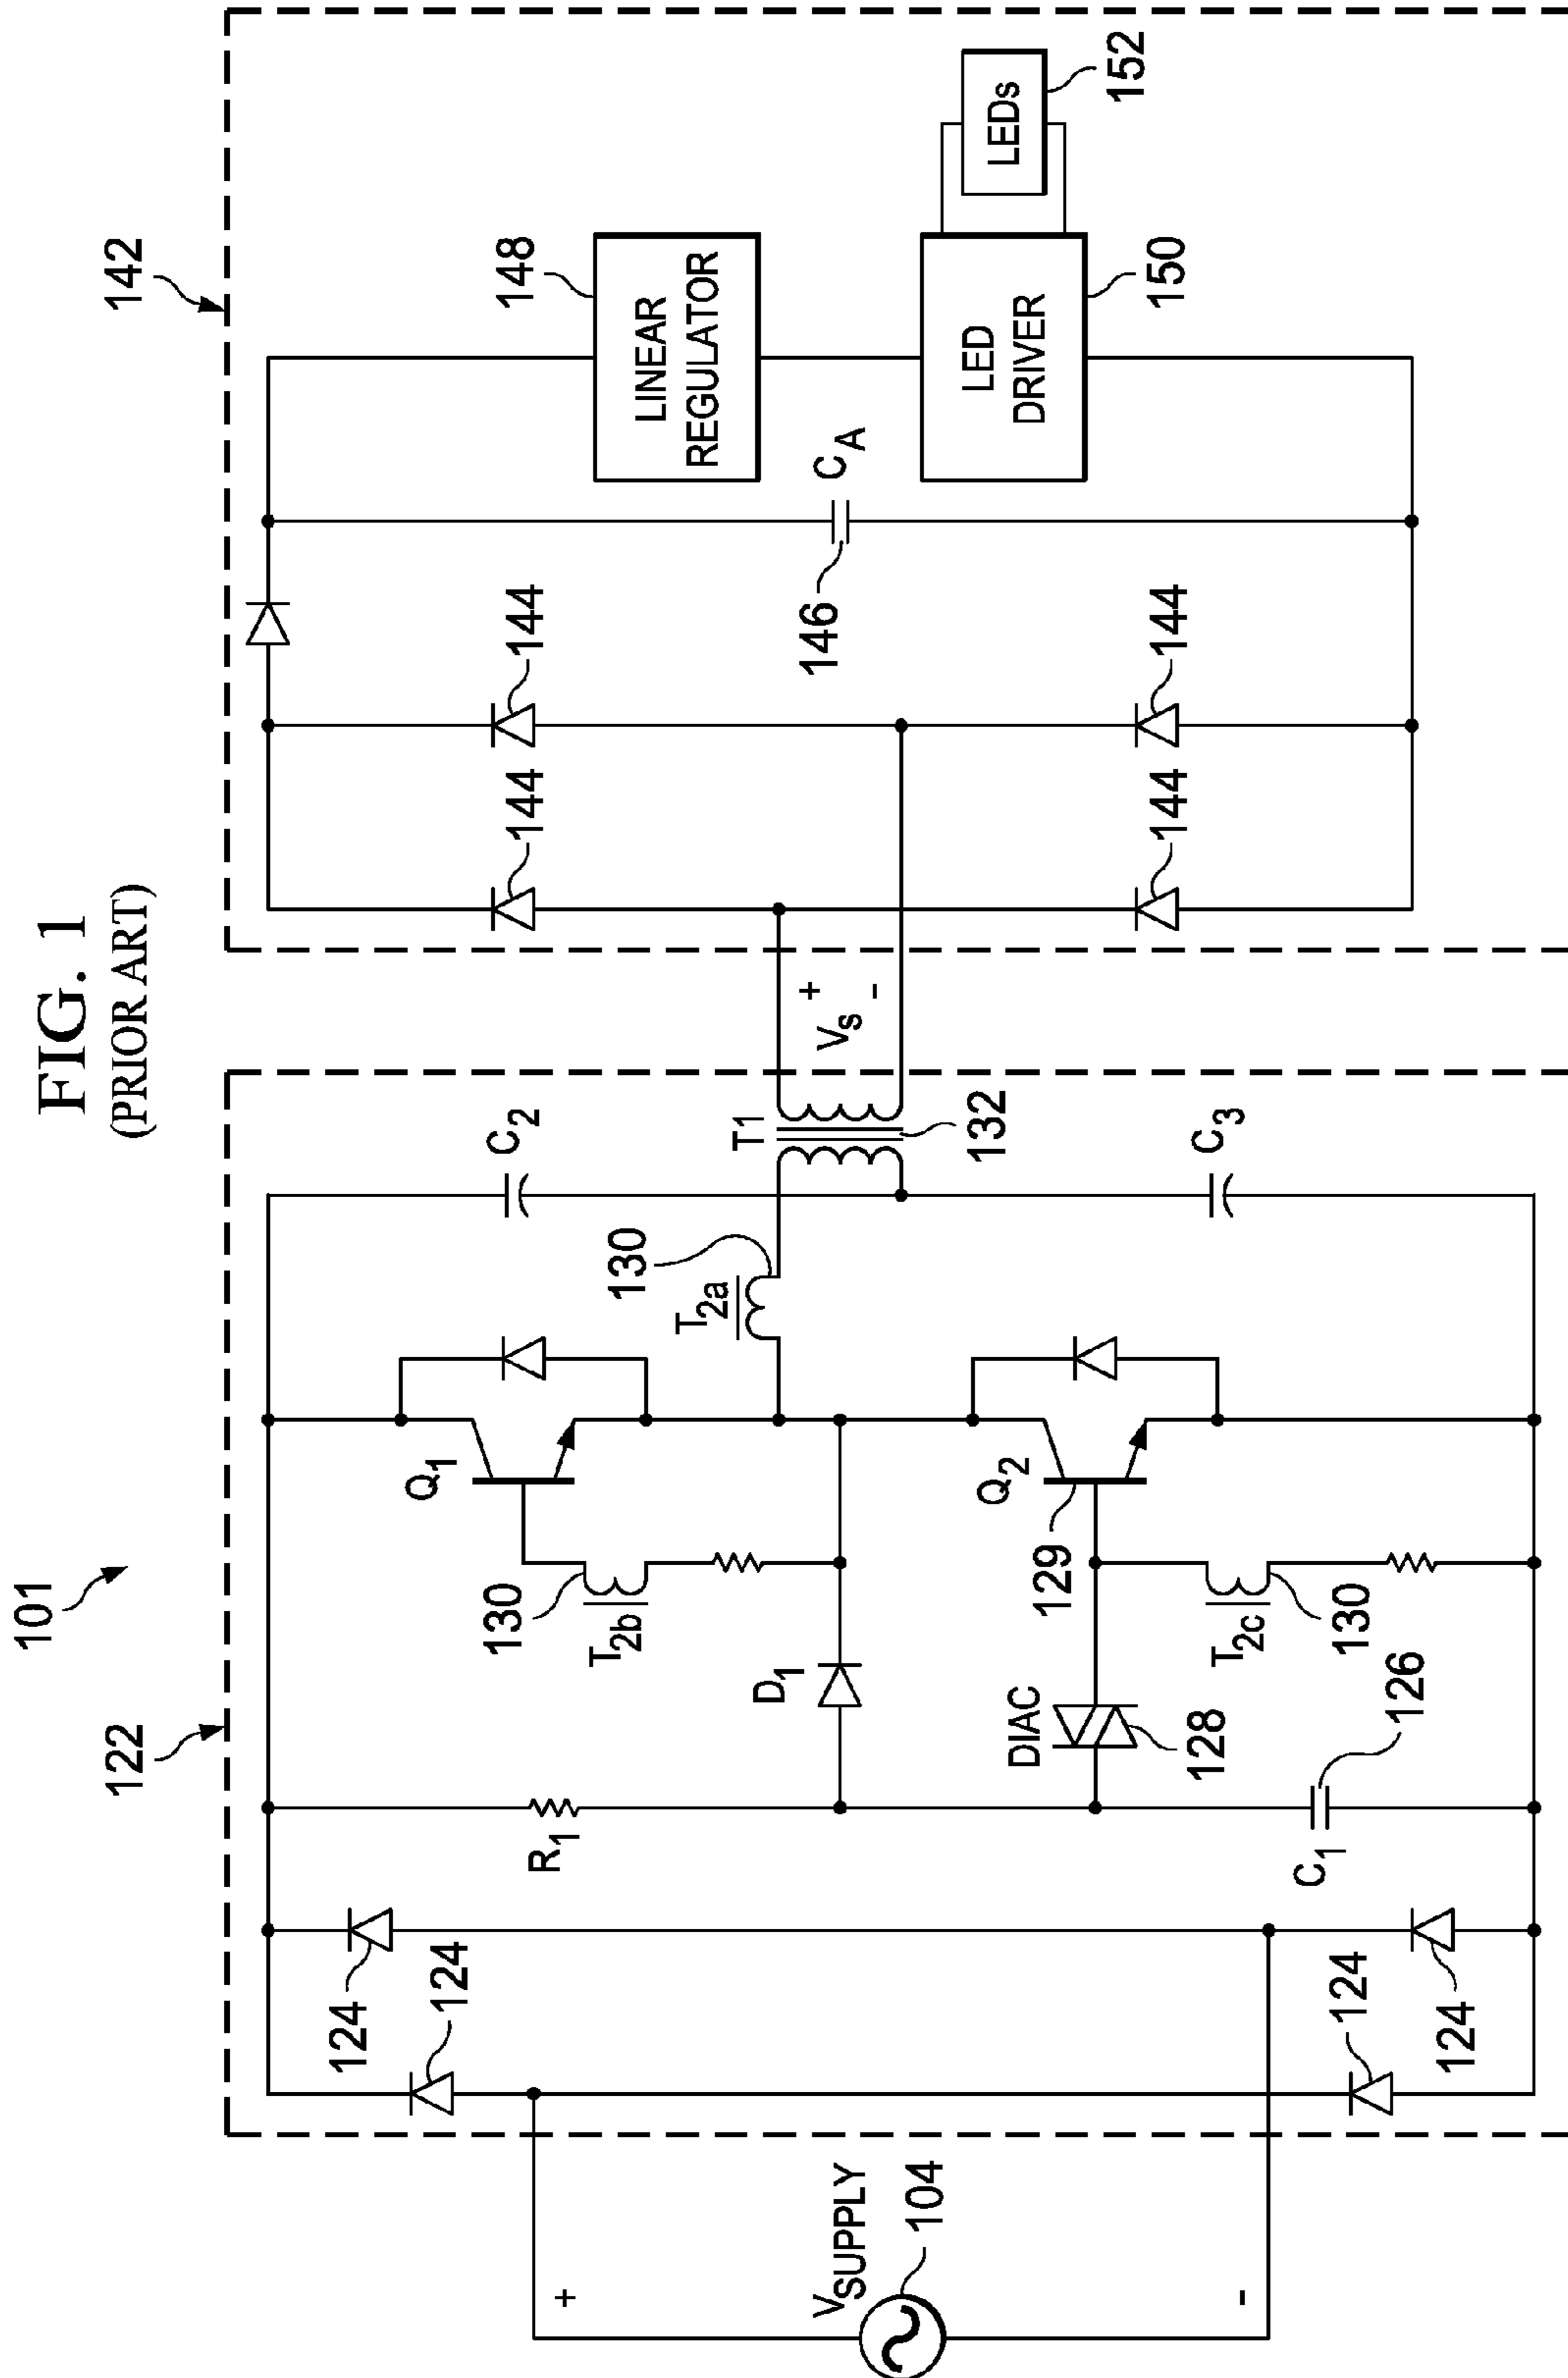 FIG. 1
(PRIOR ART)
101
122
142
124
124
124
124
VSUPPLY
+
-
104
R1
C1
126
D1
DIAC
128
130
T2b
Q1
Q2
129
T2c
130
T2a
130
C2
C3
T1
132
Vs
+
-
144
144
144
144
146
CA
148
LINEAR
REGULATOR
LED
DRIVER
150
LEDs
152